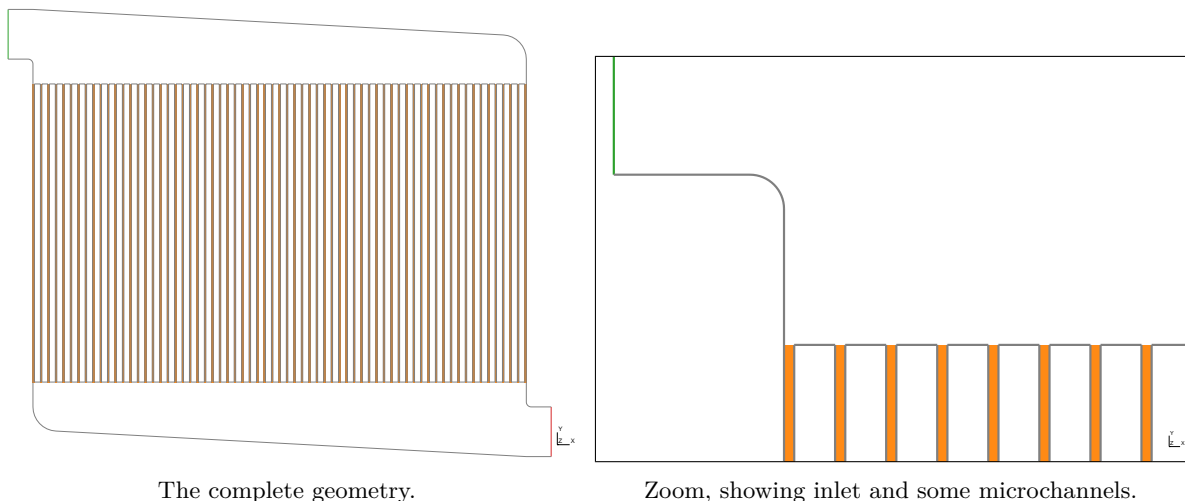 Y
Z X
Y
Z X
The complete geometry.
Zoom, showing inlet and some microchannels.